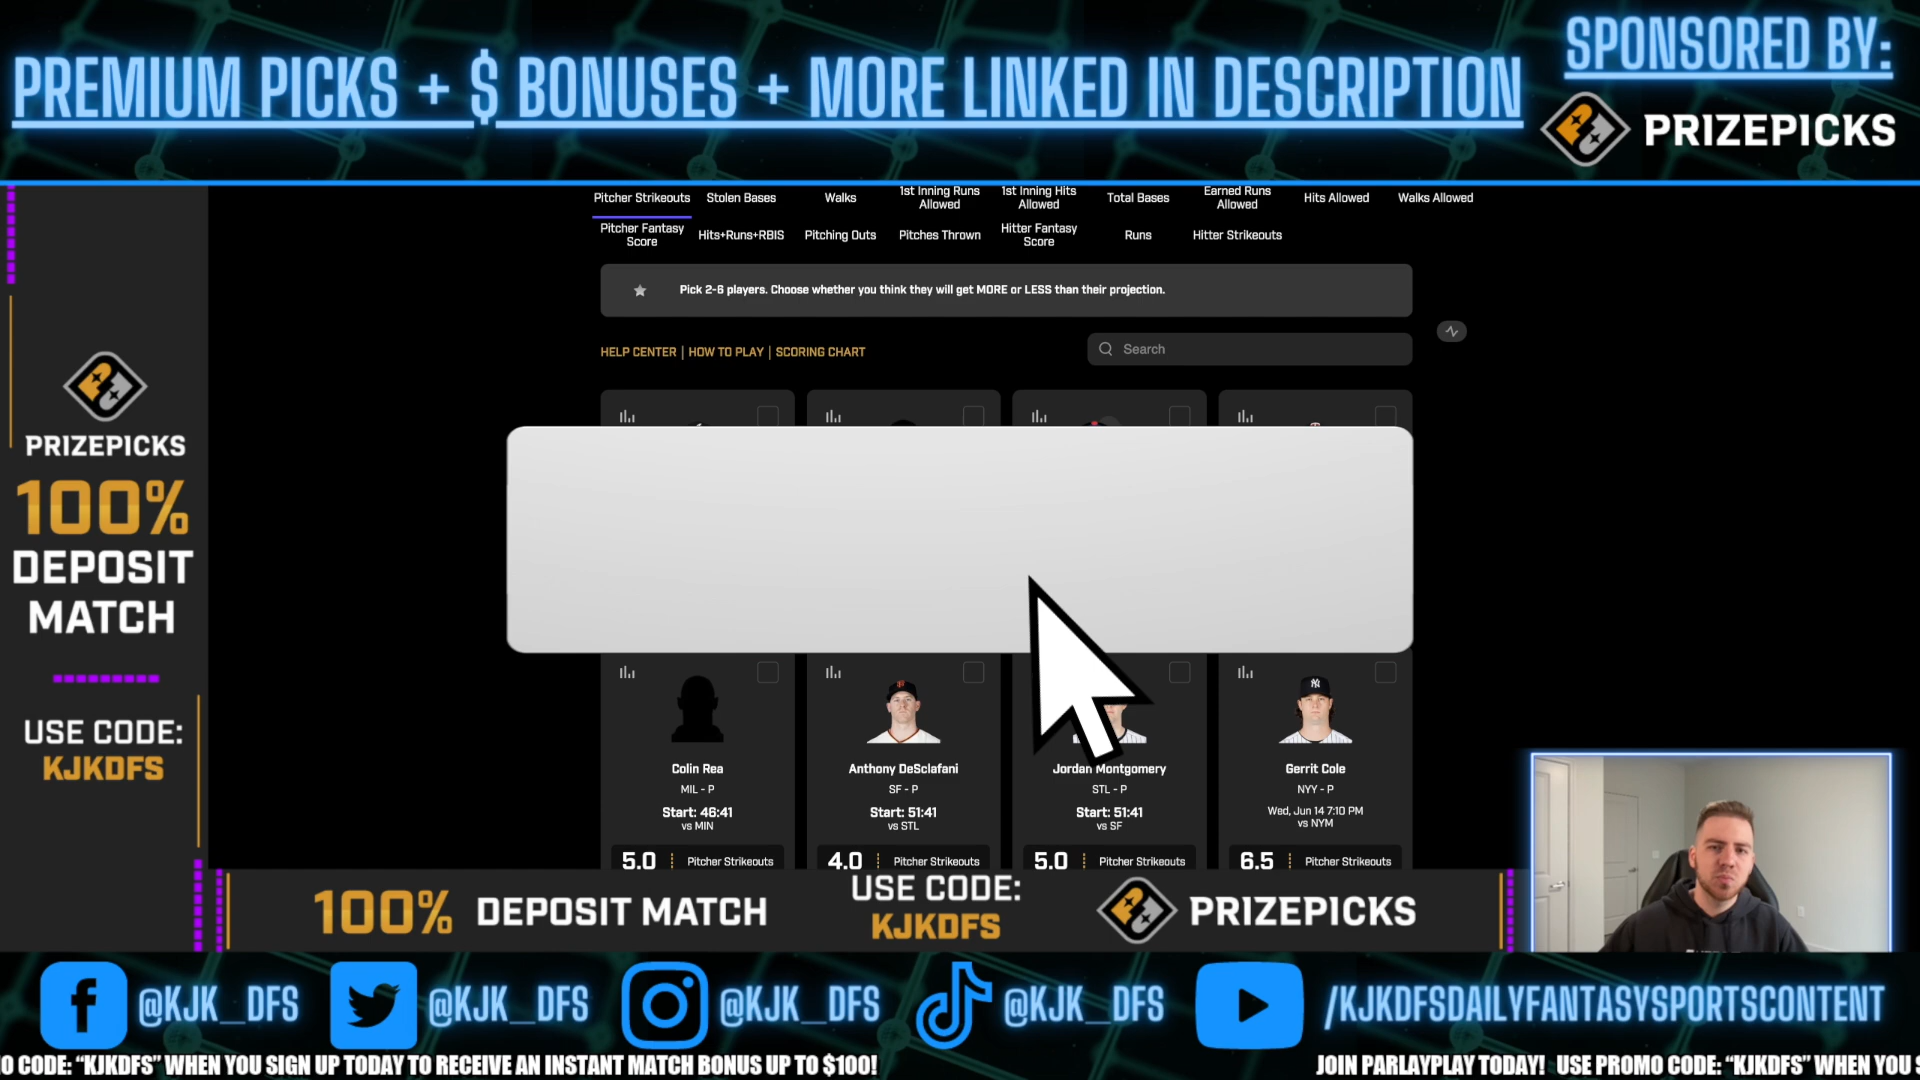 PREMIUM PICKS + $ BONUSES + MORE LINKED IN DESCRIPTION
SPONSORED BY:
PRIZEPICKS
Pitcher Strikeouts
Stolen Bases
Walks
1st Inning Runs
Allowed
1st Inning Hits
Allowed
Total Bases
Earned Runs
Allowed
Hits Allowed
Walks Allowed
Pitcher Fantasy
Score
Hits+Runs+RBIS
Pitching Outs
Pitches Thrown
Hitter Fantasy
Score
Runs
Hitter Strikeouts
Pick 2-6 players. Choose whether you think they will get MORE or LESS than their projection.
HELP CENTER | HOW TO PLAY | SCORING CHART
Search
PRIZEPICKS
100%
DEPOSIT
MATCH
USE CODE:
KJKDFS
Colin Rea
MIL - P
Start: 46:41
vs MIN
5.0 Pitcher Strikeouts
Anthony DeSclafani
SF - P
Start: 51:41
vs STL
4.0 Pitcher Strikeouts
Jordan Montgomery
STL - P
Start: 51:41
vs SF
5.0 Pitcher Strikeouts
Gerrit Cole
NYY - P
Wed, Jun 14 7:10 PM
vs NYM
6.5 Pitcher Strikeouts
100% DEPOSIT MATCH
USE CODE:
KJKDFS
PRIZEPICKS
@KJK_DFS
@KJK_DFS
@KJK_DFS
@KJK_DFS
/KJKDFSDAILYFANTASYSPORTSCONTENT
O CODE: “KJKDFS” WHEN YOU SIGN UP TODAY TO RECEIVE AN INSTANT MATCH BONUS UP TO $100!
JOIN PARLAYPLAY TODAY! USE PROMO CODE: “KJKDFS” WHEN YOU S